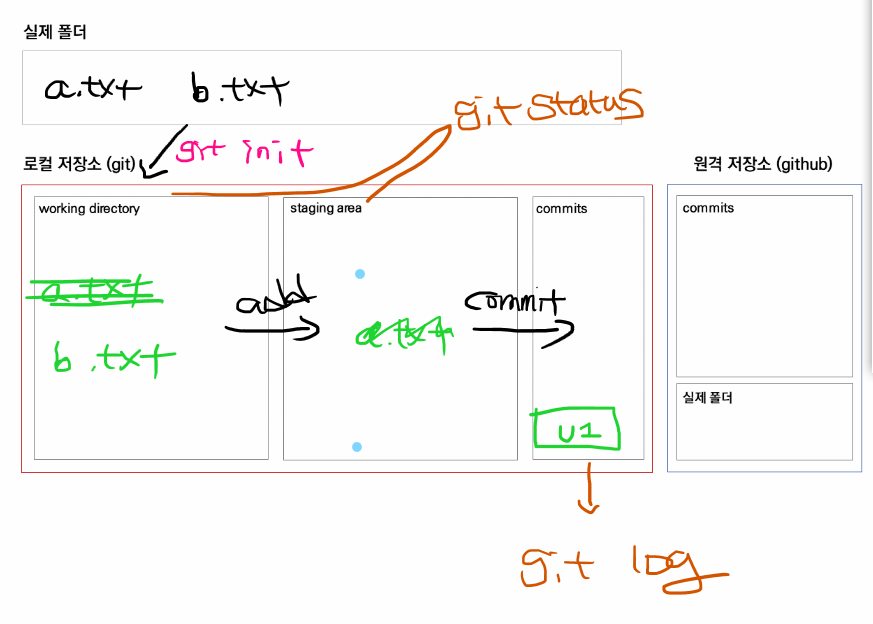 실제 폴더
a.txt b.txt
git status
git init
로컬 저장소 (git)
원격 저장소 (github)
working directory
staging area
commits
commits
a.txt
add
commit
a.txt
b.txt
실제 폴더
v1
git log